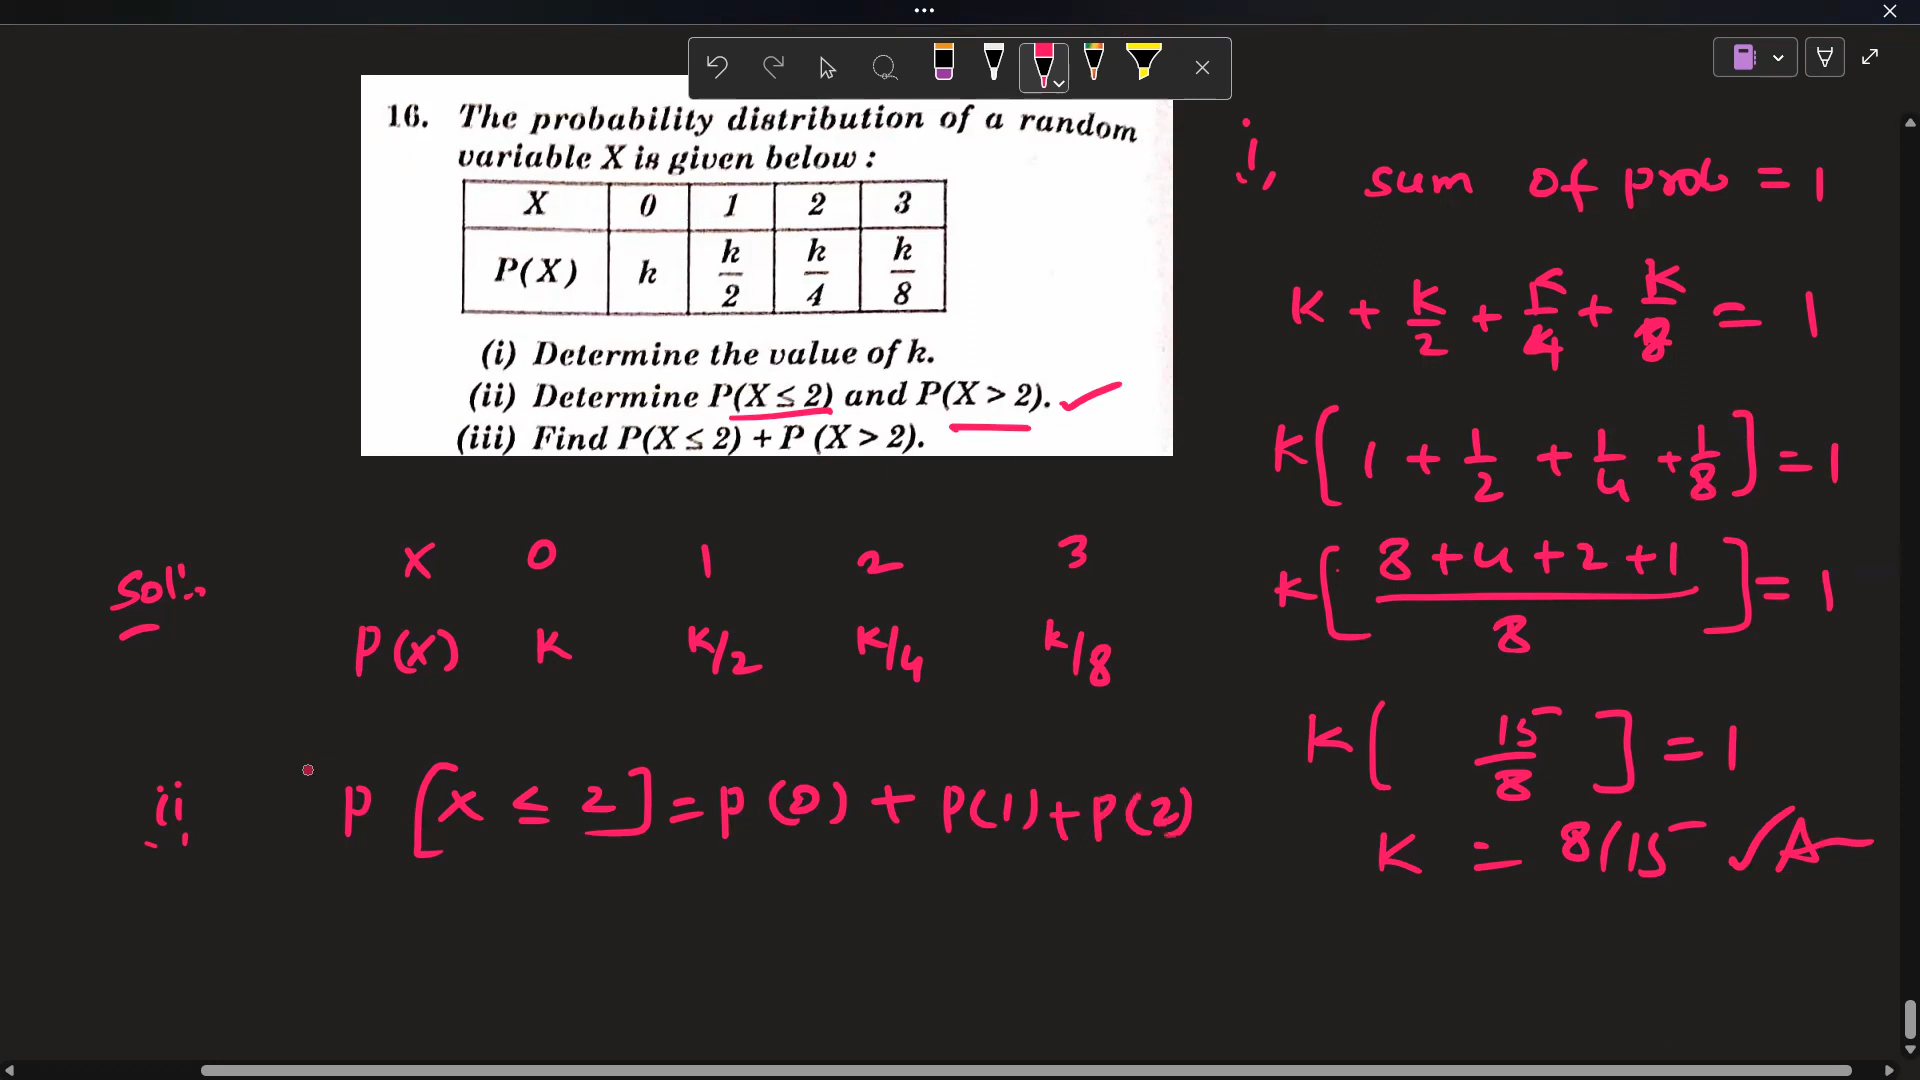 16. The probability distribution of a random
variable X is given below :
X 0 1 2 3
P(X) k k/2 k/4 k/8
(i) Determine the value of k.
(ii) Determine P(X ≤ 2) and P(X > 2).
(iii) Find P(X ≤ 2) + P (X > 2).
Sol:
X 0 1 2 3
P(X) K K/2 K/4 K/8
ii, P[X ≤ 2] = P(0) + P(1) + P(2)
i, sum of prob = 1
K + K/2 + K/4 + K/8 = 1
K[1 + 1/2 + 1/4 + 1/8] = 1
K[8+4+2+1/8] = 1
K[15/8] = 1
K = 8/15